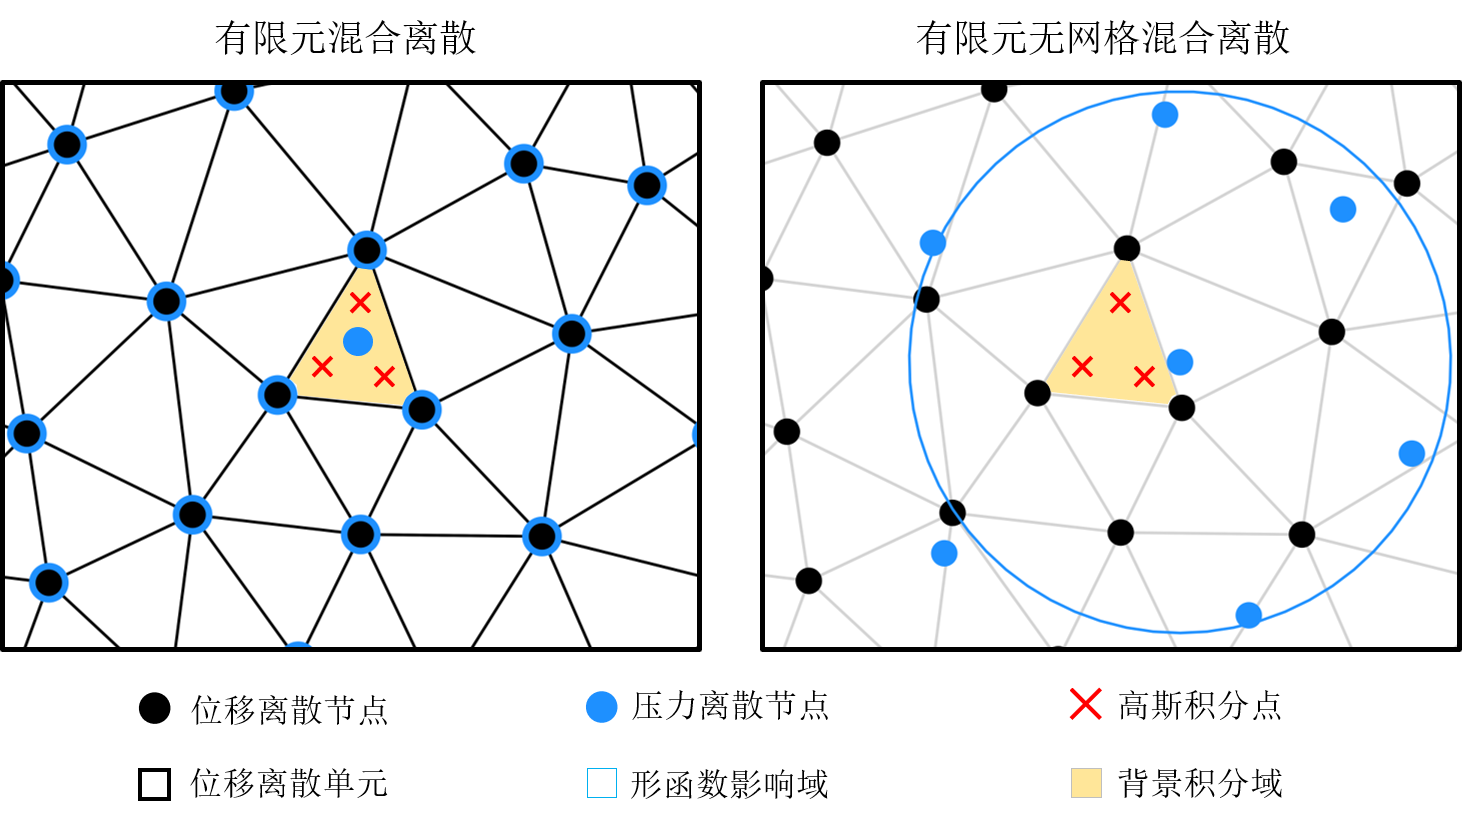 有限元混合离散
有限元无网格混合离散
位移离散节点
压力离散节点
高斯积分点
位移离散单元
形函数影响域
背景积分域